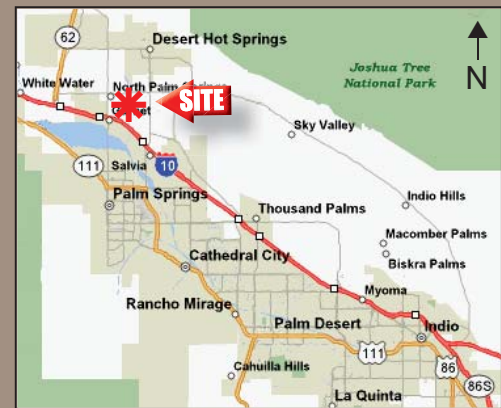 62
Desert Hot Springs
Joshua Tree
National Park
N
White Water
North Palm Springs
SITE
Sky Valley
Salvia
10
111
Palm Springs
Indio Hills
Thousand Palms
Macomber Palms
Biskra Palms
Cathedral City
Myoma
Rancho Mirage
Palm Desert
Indio
111
86
Cahuilla Hills
86S
La Quinta